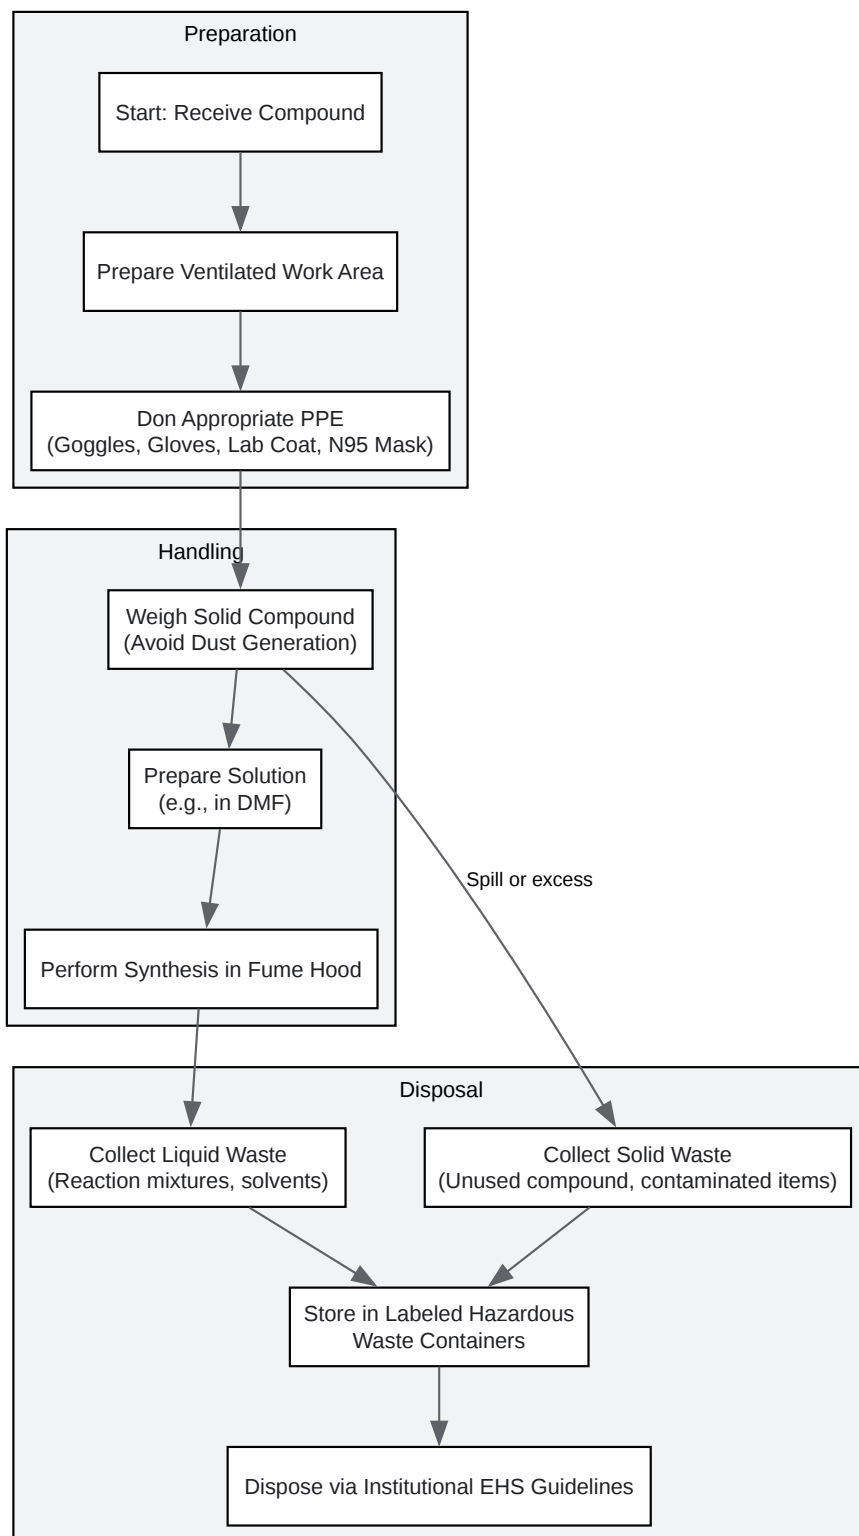 Preparation
Start: Receive Compound
Prepare Ventilated Work Area
Don Appropriate PPE
(Goggles, Gloves, Lab Coat, N95 Mask)
Handling
Weigh Solid Compound
(Avoid Dust Generation)
Prepare Solution
(e.g., in DMF)
Spill or excess
Perform Synthesis in Fume Hood
Disposal
Collect Liquid Waste
(Reaction mixtures, solvents)
Collect Solid Waste
(Unused compound, contaminated items)
Store in Labeled Hazardous
Waste Containers
Dispose via Institutional EHS Guidelines